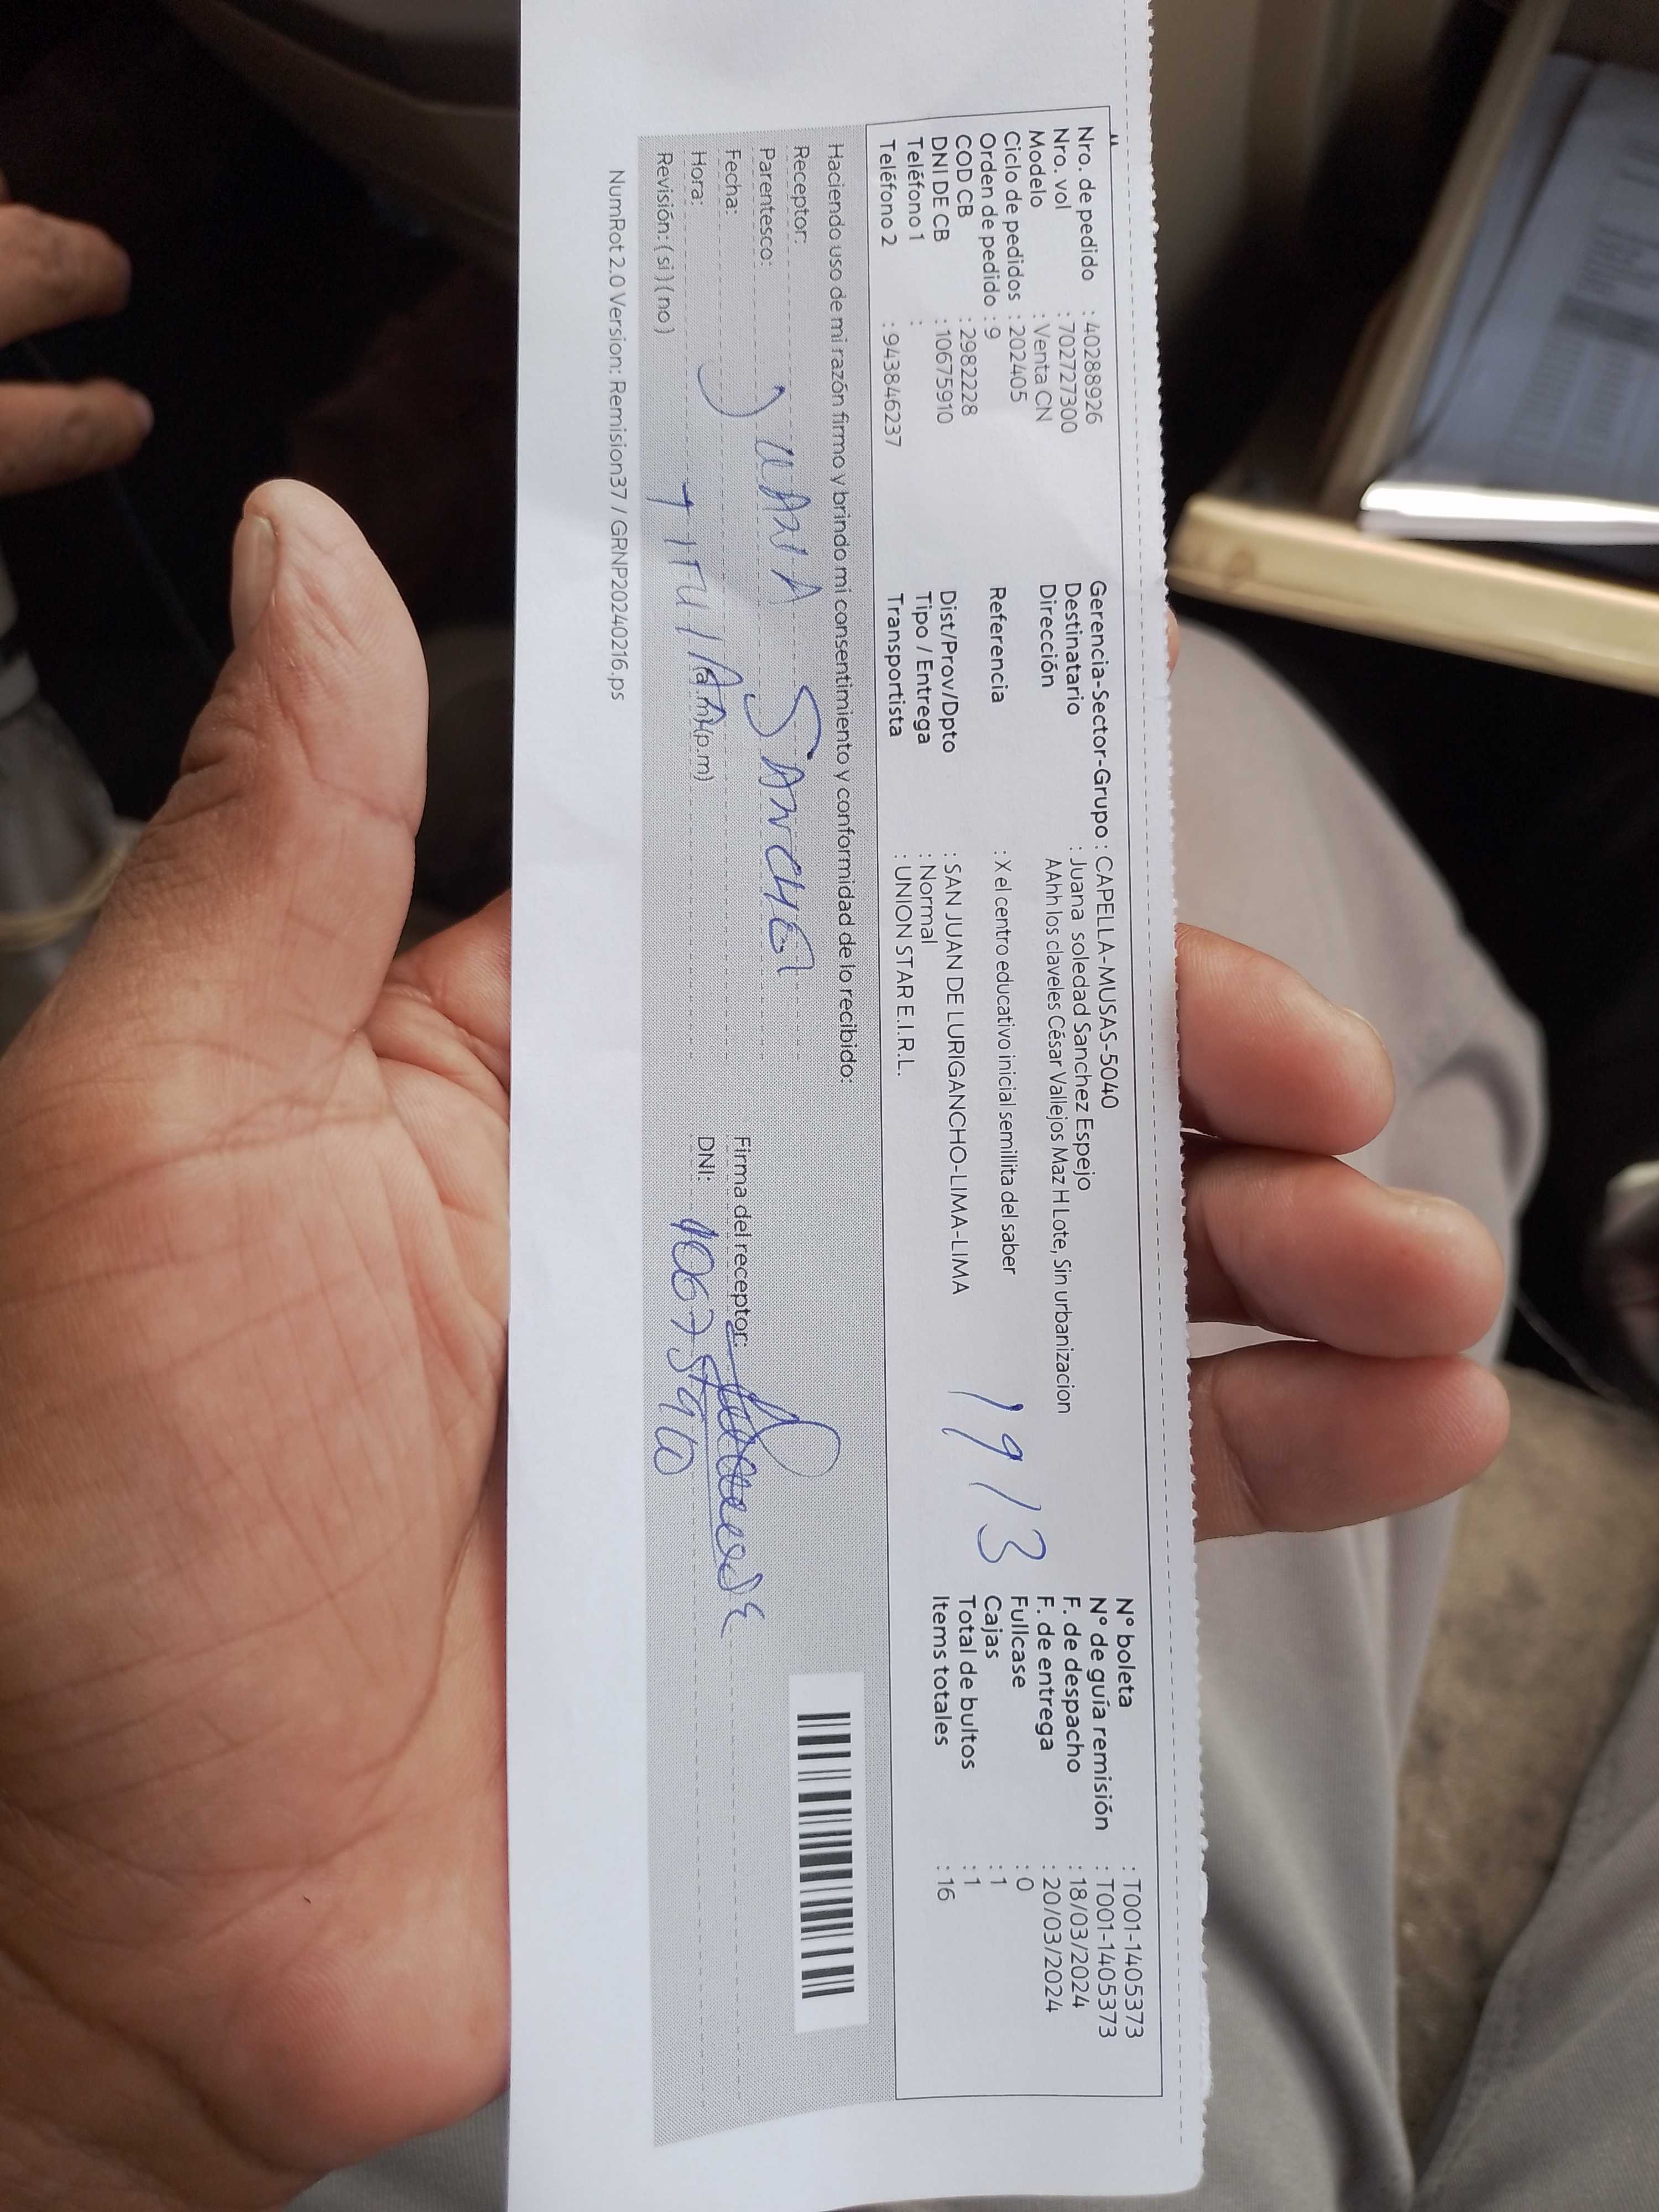 Nro. de pedido : 40288926
Nro. vol : 702727300
Modelo : Venta CN
Ciclo de pedidos : 202405
Orden de pedido : 9
COD CB : 2982228
DNI DE CB : 10675910
Teléfono 1 :
Teléfono 2 : 943846237
Gerencia-Sector-Grupo : CAPELLA-MUSAS-5040
Destinatario : Juana soledad Sanchez Espejo
Dirección AAhh los claveles César Vallejos Maz H Lote, Sin urbanizacion
Referencia : X el centro educativo inicial semillita del saber
Dist/Prov/Dpto : SAN JUAN DE LURIGANCHO-LIMA-LIMA
Tipo / Entrega : Normal
Transportista : UNION STAR E.I.R.L.
19/3
N° boleta : T001-1405373
N° de guía remisión : T001-1405373
F. de despacho : 18/03/2024
F. de entrega : 20/03/2024
Fullcase : 0
Cajas : 1
Total de bultos : 1
Items totales : 16
Haciendo uso de mi razón firmo y brindo mi consentimiento y conformidad de lo recibido:
Receptor: JUANA SANCHEZ
Parentesco:
Fecha:
Hora: (a.m)(p.m)
Revisión: (si) (no)
Firma del receptor:
DNI: 10675910
NumRot 2.0 Version: Remision37 / GRNP20240216.ps